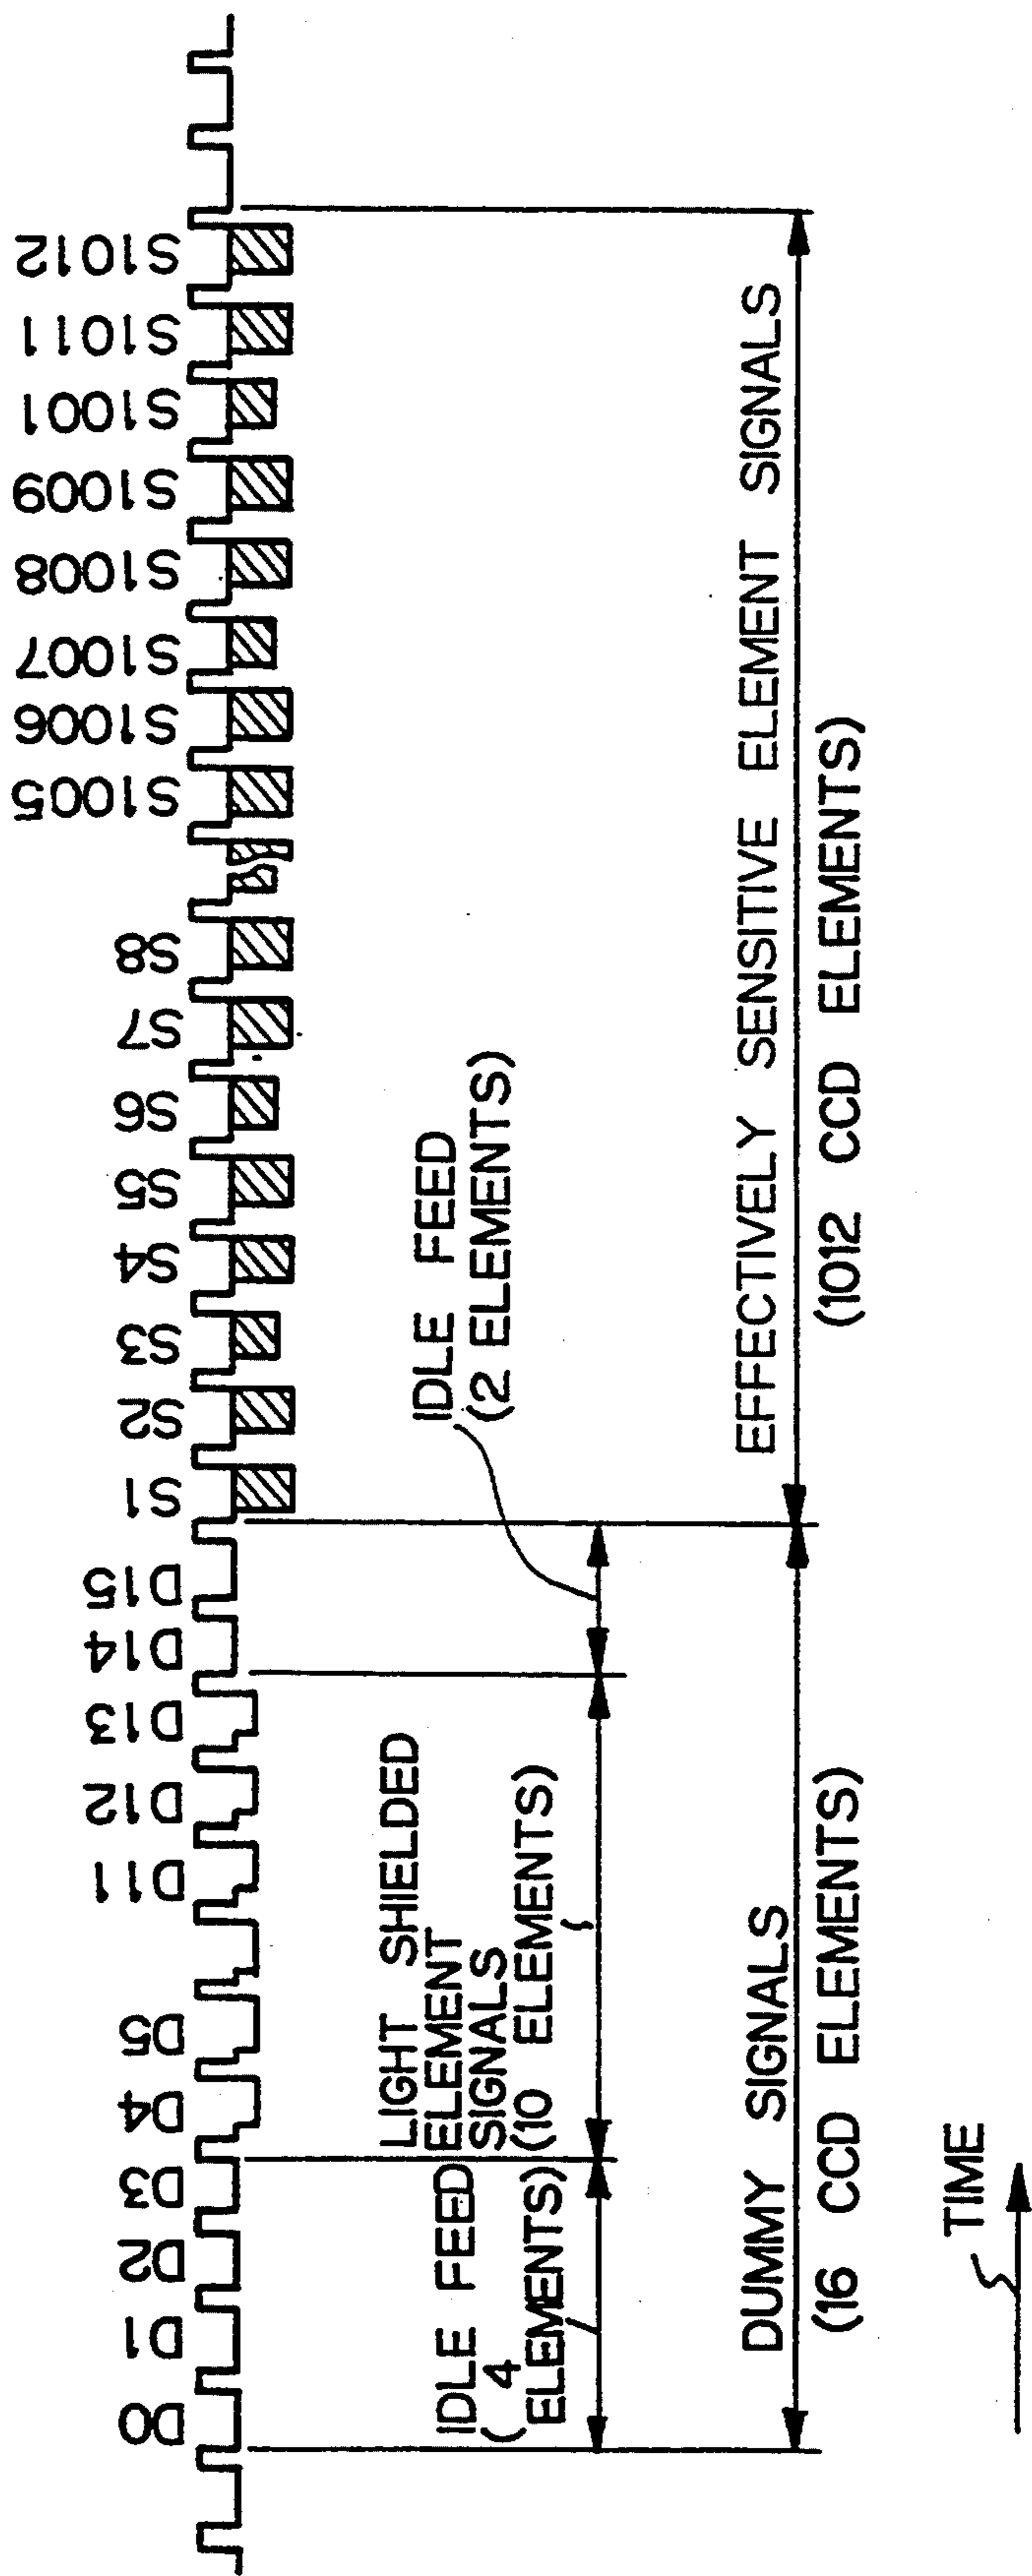 D0 D1 D2 D3 D4 D5 D11 D12 D13 D14 D15 S1 S2 S3 S4 S5 S6 S7 S8 S1005 S1006 S1007 S1008 S1009 S1001 S1011 S1012
IDLE FEED
( 4
ELEMENTS)
LIGHT SHIELDED
ELEMENT
SIGNALS
(10 ELEMENTS)
IDLE FEED
(2 ELEMENTS)
DUMMY SIGNALS
(16 CCD ELEMENTS)
EFFECTIVELY SENSITIVE ELEMENT SIGNALS
(1012 CCD ELEMENTS)
TIME